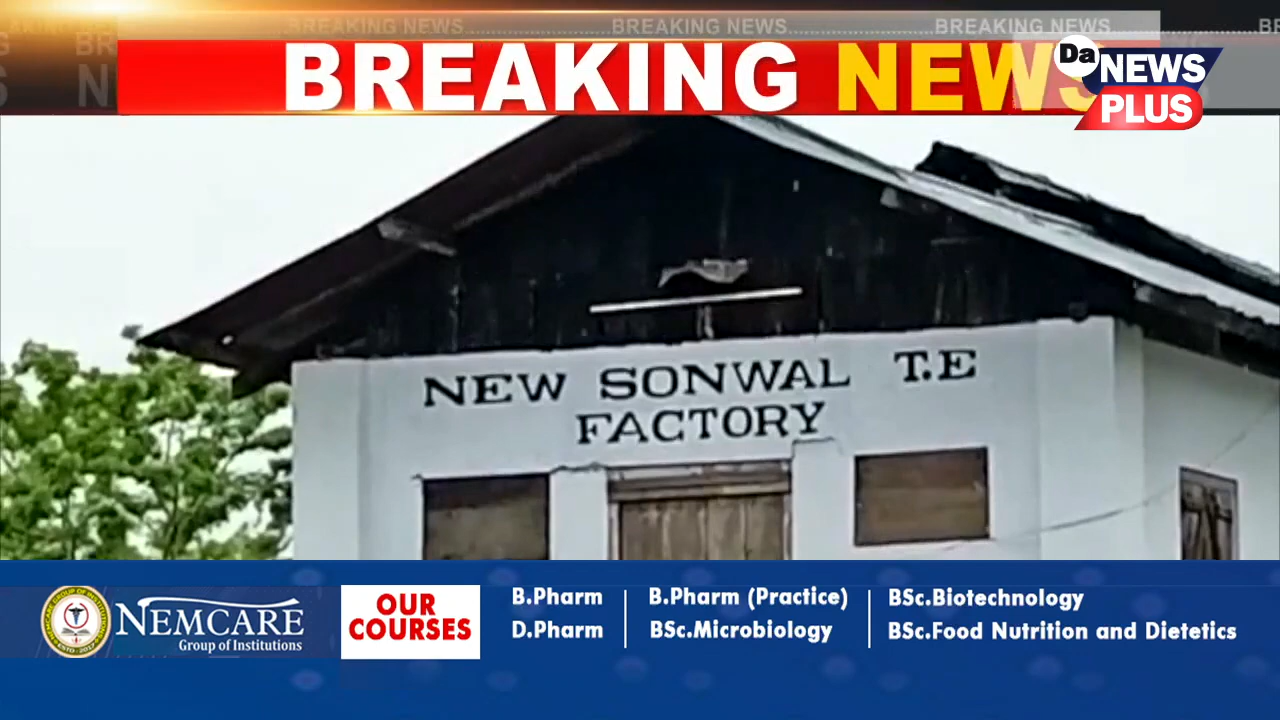 BREAKING NEWS
BREAKING NEWS
BREAKING NEWS
BREAKING NEWS
Da
NEWS
PLUS
NEW SONWAL T.E
FACTORY
NEMCARE
Group of Institutions
OUR
COURSES
B.Pharm
D.Pharm
B.Pharm (Practice)
BSc.Microbiology
BSc.Biotechnology
BSc.Food Nutrition and Dietetics